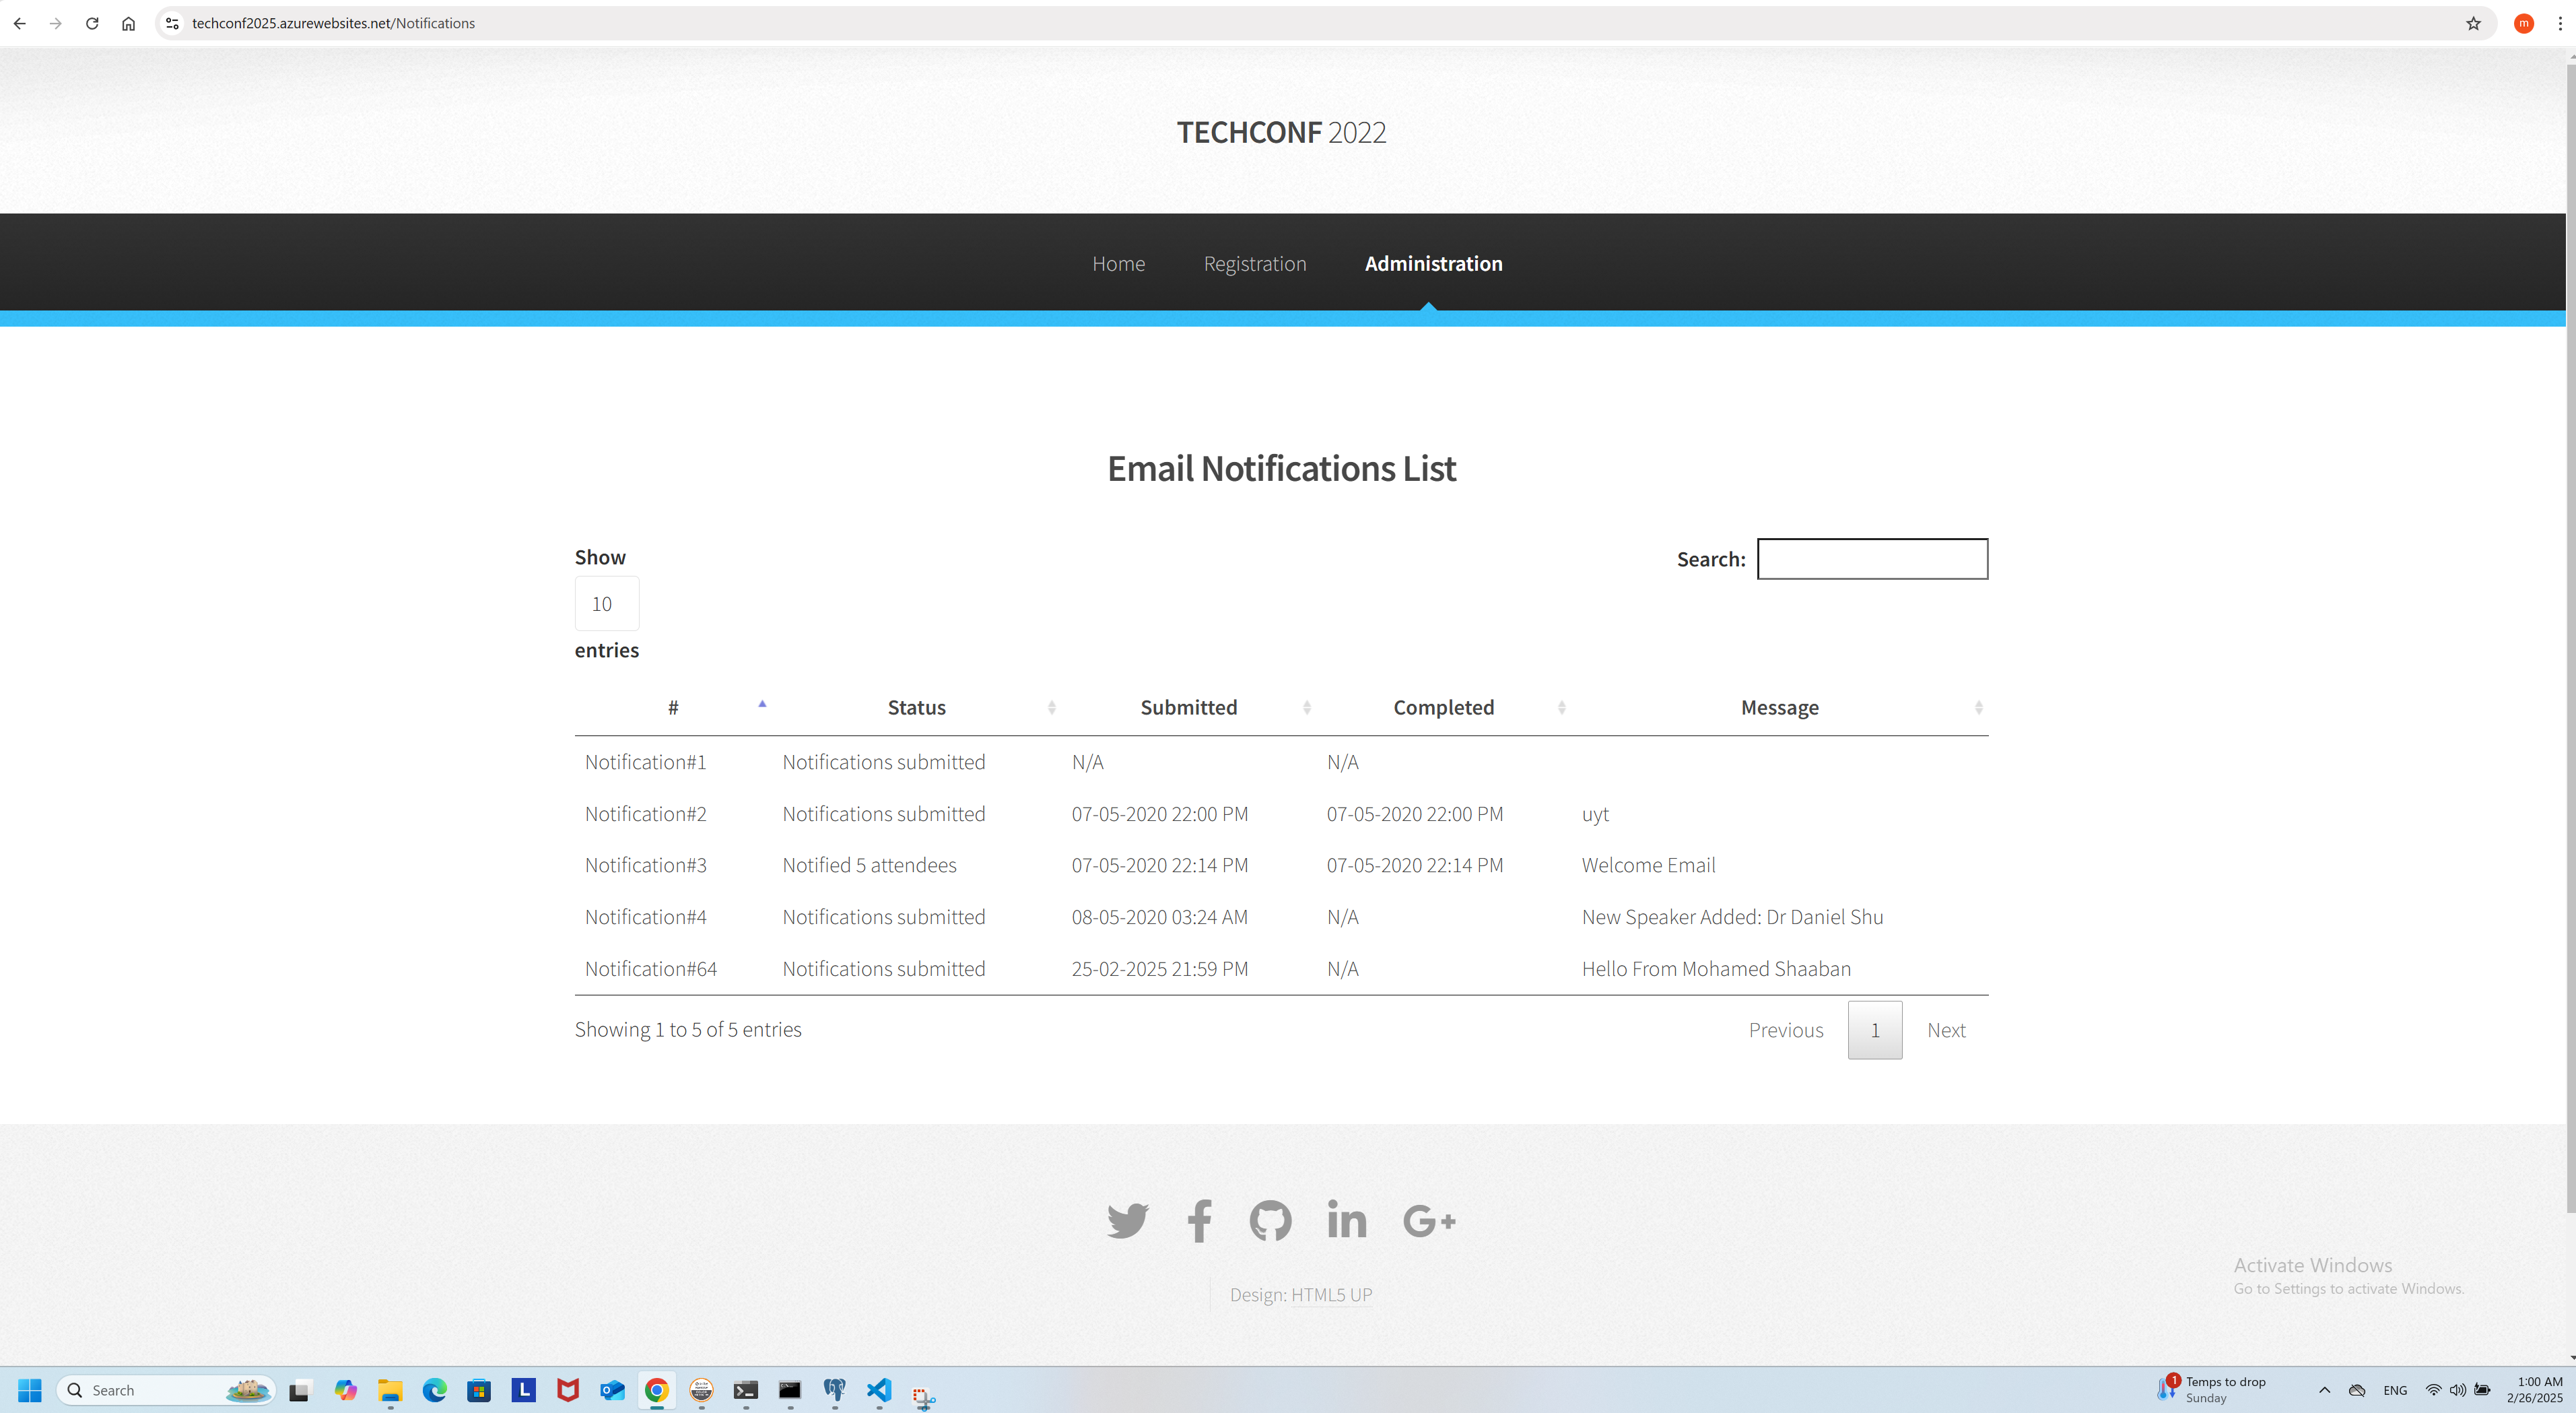 techconf2025.azurewebsites.net/Notifications
m
TECHCONF 2022
Home Registration Administration
Email Notifications List
Show
10
entries
Search:
# Status Submitted Completed Message
Notification#1 Notifications submitted N/A N/A
Notification#2 Notifications submitted 07-05-2020 22:00 PM 07-05-2020 22:00 PM uyt
Notification#3 Notified 5 attendees 07-05-2020 22:14 PM 07-05-2020 22:14 PM Welcome Email
Notification#4 Notifications submitted 08-05-2020 03:24 AM N/A New Speaker Added: Dr Daniel Shu
Notification#64 Notifications submitted 25-02-2025 21:59 PM N/A Hello From Mohamed Shaaban
Showing 1 to 5 of 5 entries
Previous 1 Next
Design: HTML5 UP
Activate Windows
Go to Settings to activate Windows.
Search
L
1
Temps to drop
Sunday
ENG
1:00 AM
2/26/2025